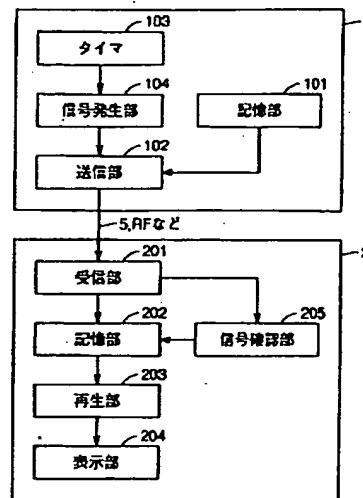 103
タイマ
104
信号発生部
101
記憶部
102
送信部
5,RFなど
201
受信部
202
記憶部
205
信号確認部
203
再生部
204
表示部
2